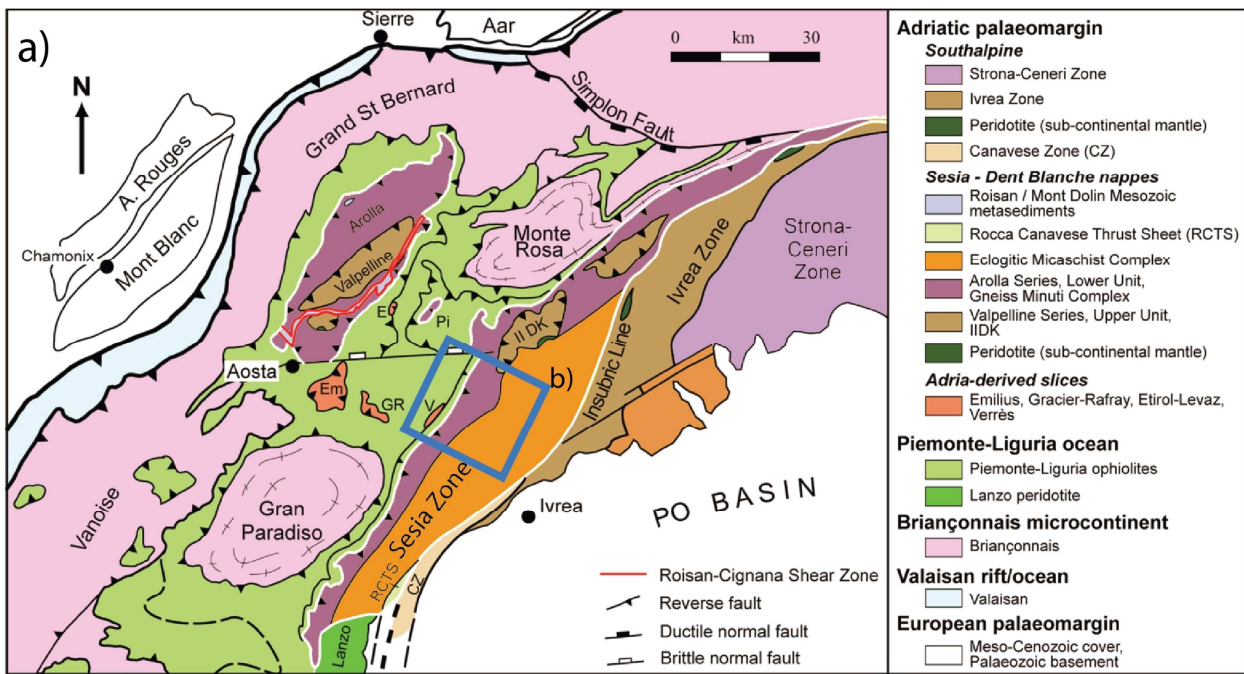 a)
Sierre
Aar
0 30
km
N
Grand St Bernard
Simplon Fault
A. Rouges
Chamonix
Mont Blanc
Arolla
Valpelline
Monte
Rosa
Strona-
Ceneri
Zone
Ivrea Zone
E
Pi
II DK
Insubric Line
Aosta
b)
Em
GR
V
Vanoise
Gran
Paradiso
Sesia Zone
Ivrea
PO BASIN
RCTS
CZ
Lanzo
Roisan-Cignana Shear Zone
Reverse fault
Ductile normal fault
Brittle normal fault
Adriatic palaeomargin
Southalpine
Strona-Ceneri Zone
Ivrea Zone
Peridotite (sub-continental mantle)
Canavese Zone (CZ)
Sesia - Dent Blanche nappes
Roisan / Mont Dolin Mesozoic
metasediments
Rocca Canavese Thrust Sheet (RCTS)
Eclogitic Micaschist Complex
Arolla Series, Lower Unit,
Gneiss Minuti Complex
Valpelline Series, Upper Unit,
IIDK
Peridotite (sub-continental mantle)
Adria-derived slices
Emilius, Gracier-Rafray, Etirol-Levaz,
Verrès
Piemonte-Liguria ocean
Piemonte-Liguria ophiolites
Lanzo peridotite
Briançonnais microcontinent
Briançonnais
Valaisan rift/ocean
Valaisan
European palaeomargin
Meso-Cenozoic cover,
Palaeozoic basement